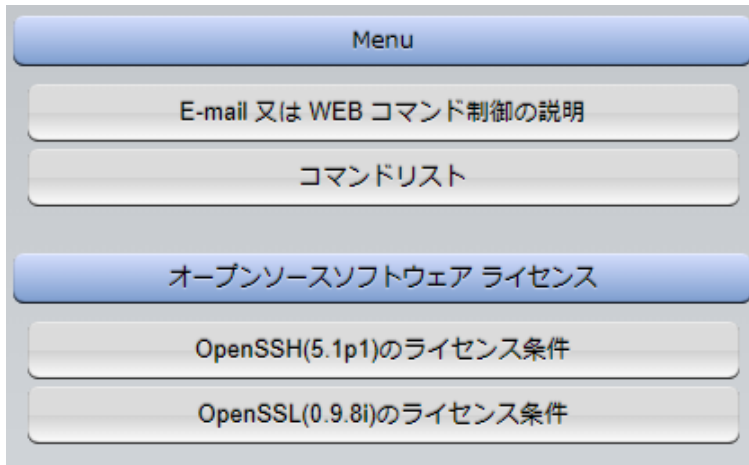 Menu
E-mail 又は WEB コマンド制御の説明
コマンドリスト
オープンソースソフトウェア ライセンス
OpenSSH(5.1p1)のライセンス条件
OpenSSL(0.9.8i)のライセンス条件